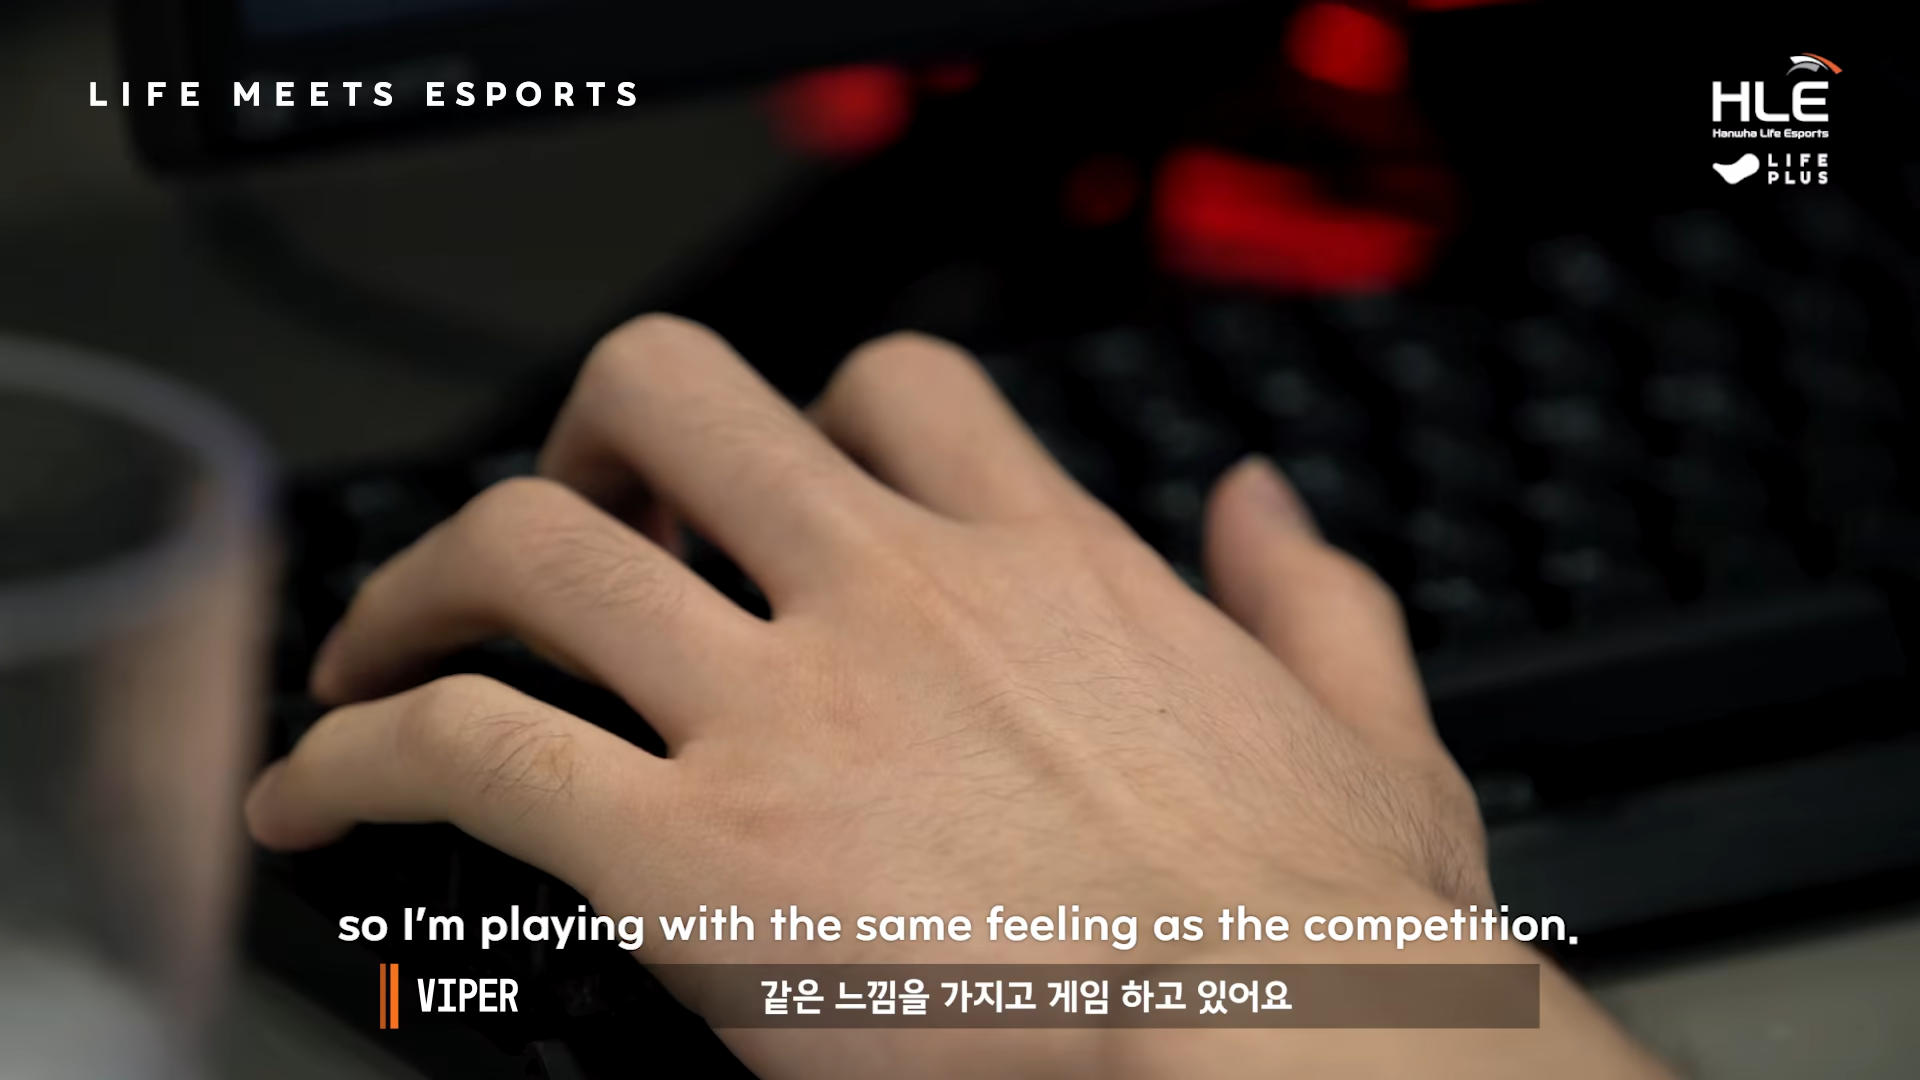 LIFE MEETS ESPORTS
HLE
Hanwha Life Esports
LIFE
PLUS
so I'm playing with the same feeling as the competition.
VIPER
같은 느낌을 가지고 게임 하고 있어요